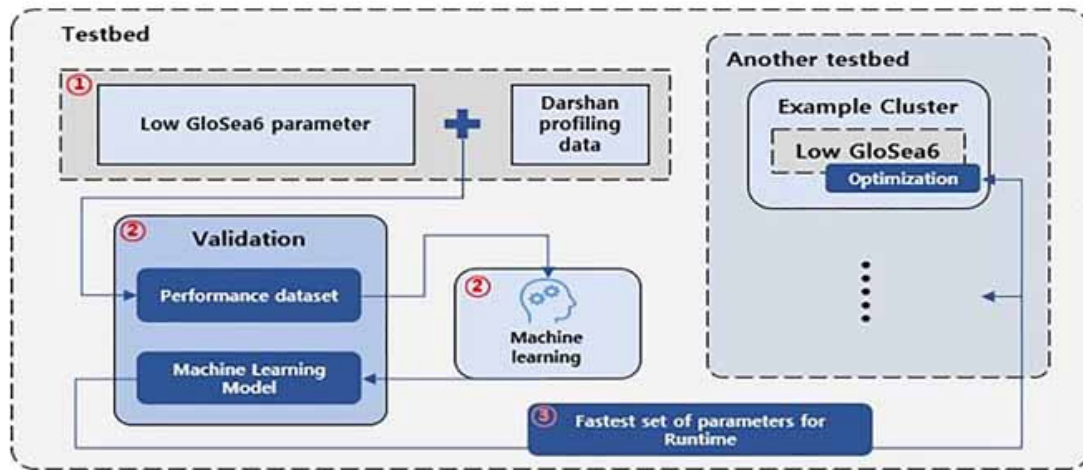 Testbed
①
Low GloSea6 parameter
Darshan
profiling
data
②
Validation
Performance dataset
Machine Learning
Model
②
Machine
learning
③
Fastest set of parameters for
Runtime
Another testbed
Example Cluster
Low GloSea6
Optimization